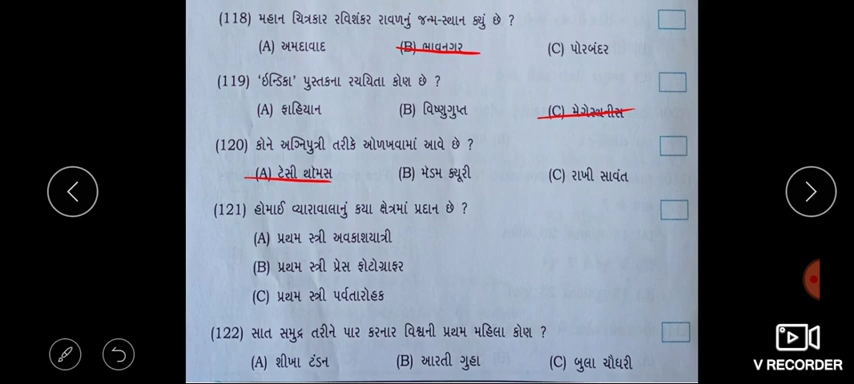 (118) મહાન ચિત્રકાર રવિશંકર રાવળનું જન્મ-સ્થાન ક્યું છે ?
(A) અમદાવાદ (B) ભાવનગર (C) પોરબંદર
(119) ‘ઇન્ડિકા’ પુસ્તકના રચયિતા કોણ છે ?
(A) ફાહિયાન (B) વિષ્ણુગુપ્ત (C) મેગેસ્થનીસ
(120) કોને અગ્નિપુત્રી તરીકે ઓળખવામાં આવે છે ?
(A) ટેસી થૉમસ (B) મૅડમ ક્યૂરી (C) રાખી સાવંત
(121) હોમાઈ વ્યારાવાલાનું કયા ક્ષેત્રમાં પ્રદાન છે ?
(A) પ્રથમ સ્ત્રી અવકાશયાત્રી
(B) પ્રથમ સ્ત્રી પ્રેસ ફોટોગ્રાફર
(C) પ્રથમ સ્ત્રી પર્વતારોહક
(122) સાત સમુદ્ર તરીને પાર કરનાર વિશ્વની પ્રથમ મહિલા કોણ ?
(A) શીખા ટંડન (B) આરતી ગુહા (C) બુલા ચૌધરી
V RECORDER